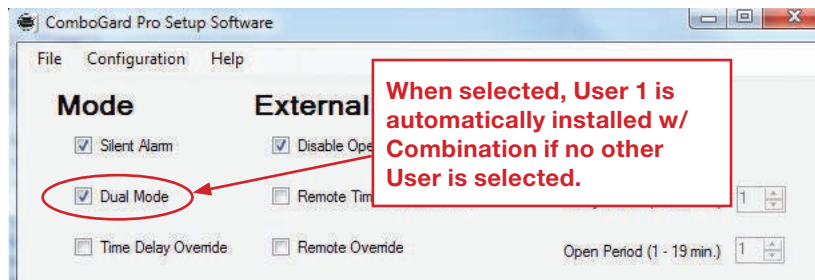 ComboGard Pro Setup Software
File Configuration Help
When selected, User 1 is
automatically installed w/
Combination if no other
User is selected.
Mode External
Silent Alarm Disable
Dual Mode Remote (1 - 1
Time Delay Override Remote Override Open Period (1 - 19 min.) 1